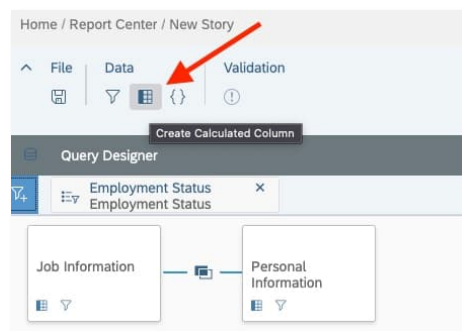 Home / Report Center / New Story
File Data Validation
{}
Create Calculated Column
Query Designer
Employment Status
Employment Status
Job Information
Personal
Information